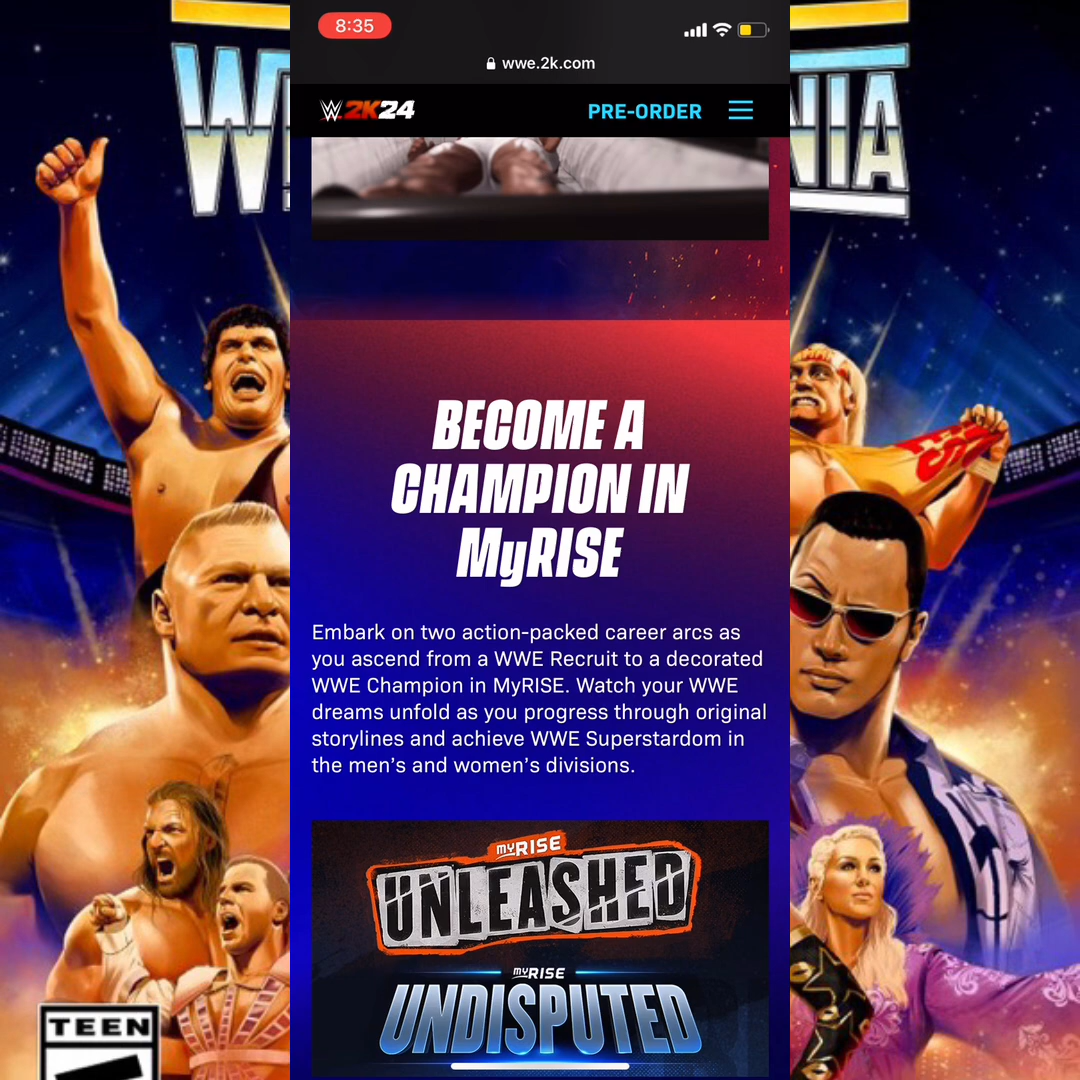 8:35
wwe.2k.com
W 2K24
PRE-ORDER
BECOME A
CHAMPION IN
MyRISE
Embark on two action-packed career arcs as
you ascend from a WWE Recruit to a decorated
WWE Champion in MyRISE. Watch your WWE
dreams unfold as you progress through original
storylines and achieve WWE Superstardom in
the men’s and women’s divisions.
MyRISE
UNLEASHED
MyRISE
UNDISPUTED
TEEN